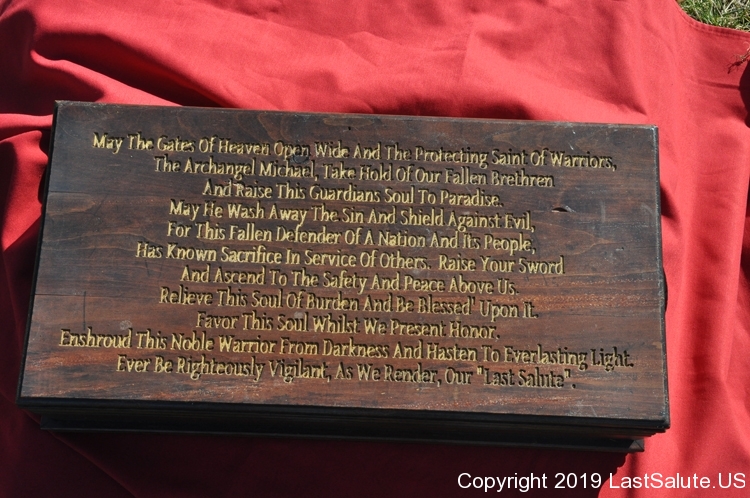 May The Gates Of Heaven Open Wide And The Protecting Saint Of Warriors,
The Archangel Michael, Take Hold Of Our Fallen Brethren
And Raise This Guardians Soul To Paradise.
May He Wash Away The Sin And Shield Against Evil,
For This Fallen Defender Of A Nation And Its People,
Has Known Sacrifice In Service Of Others. Raise Your Sword
And Ascend To The Safety And Peace Above Us.
Relieve This Soul Of Burden And Be Blessed' Upon It.
Favor This Soul Whilst We Present Honor.
Enshroud This Noble Warrior From Darkness And Hasten To Everlasting Light.
Ever Be Righteously Vigilant, As We Render, Our "Last Salute".
Copyright 2019 LastSalute.US